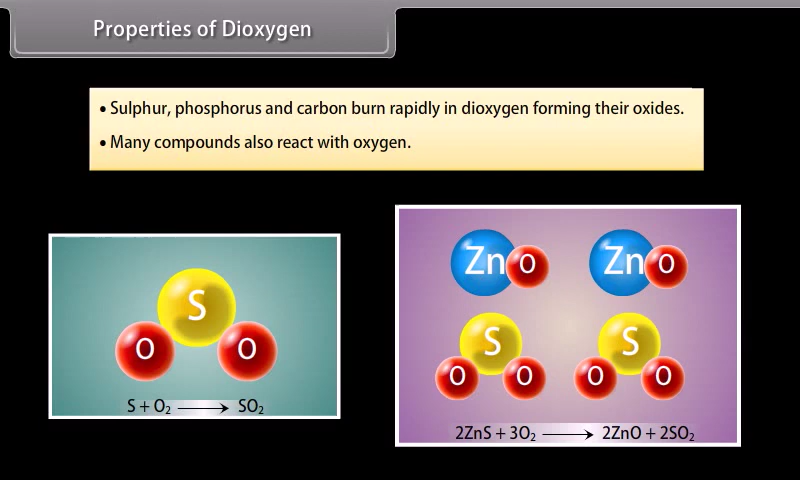 Properties of Dioxygen
• Sulphur, phosphorus and carbon burn rapidly in dioxygen forming their oxides.
• Many compounds also react with oxygen.
S
O O
S + O₂ ⟶ SO₂
Zn O Zn O
S S
O O O O
2ZnS + 3O₂ ⟶ 2ZnO + 2SO₂